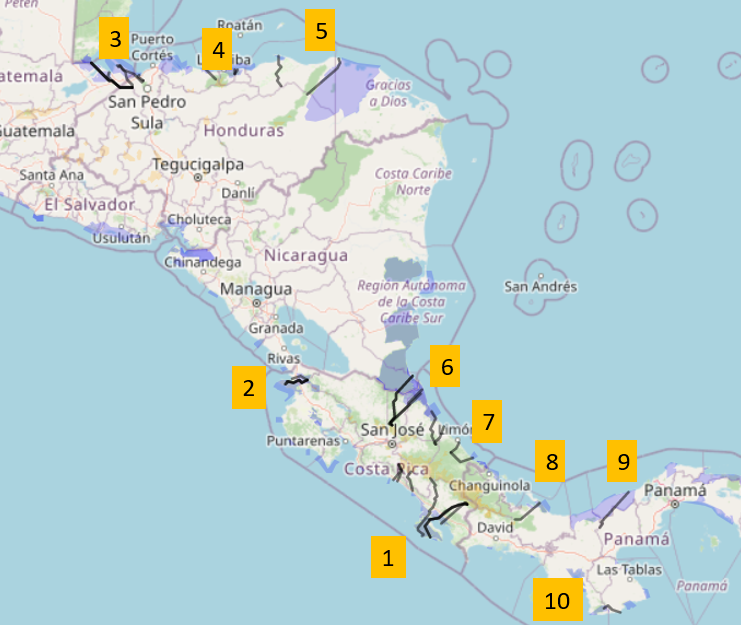 Petén
Roatán
5
3
Puerto
Cortés
4
La Ceiba
Guatemala
Gracias
a Dios
San Pedro
Sula
Guatemala
Honduras
Tegucigalpa
Santa Ana
Costa Caribe
Norte
Danlí
El Salvador
Choluteca
Usulután
Nicaragua
Chinandega
Managua
Región Autónoma
de la Costa
Caribe Sur
San Andrés
Granada
Rivas
6
2
7
San José
Limón
Puntarenas
8
9
Costa Rica
Changuinola
Panamá
David
Panamá
1
Las Tablas
Panamá
10